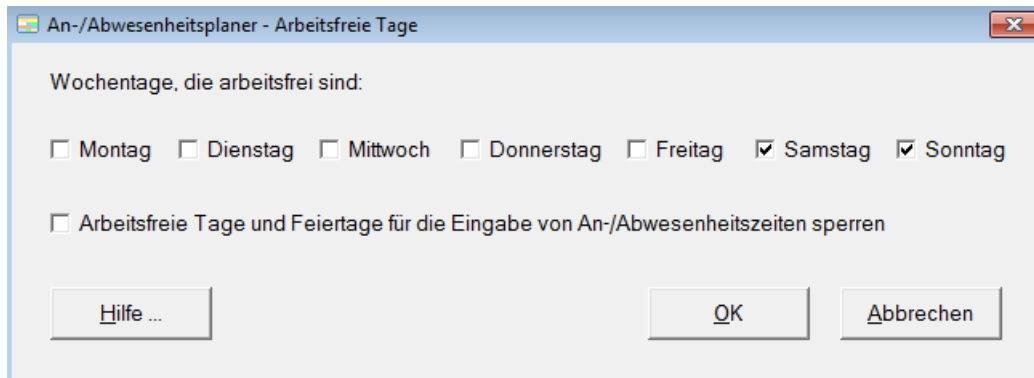 An-/Abwesenheitsplaner - Arbeitsfreie Tage
Wochentage, die arbeitsfrei sind:
Montag Dienstag Mittwoch Donnerstag Freitag Samstag Sonntag
Arbeitsfreie Tage und Feiertage für die Eingabe von An-/Abwesenheitszeiten sperren
Hilfe ... OK Abbrechen